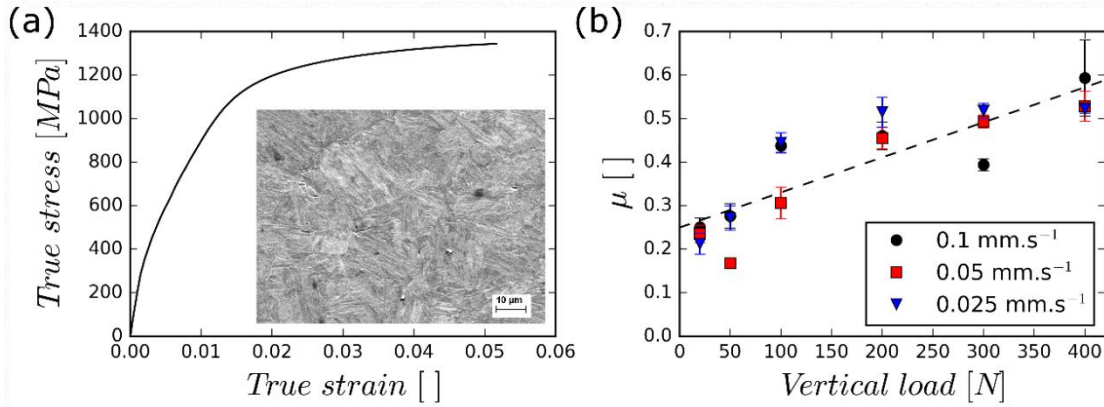 (a)
1400
1200
1000
800
600
400
200
0
True stress [MPa]
10 µm
0.00 0.01 0.02 0.03 0.04 0.05 0.06
True strain [ ]
(b)
0.7
0.6
0.5
0.4
0.3
0.2
0.1
0.0
µ [ ]
0.1 mm.s⁻¹
0.05 mm.s⁻¹
0.025 mm.s⁻¹
0 50 100 200 300 400
Vertical load [N]